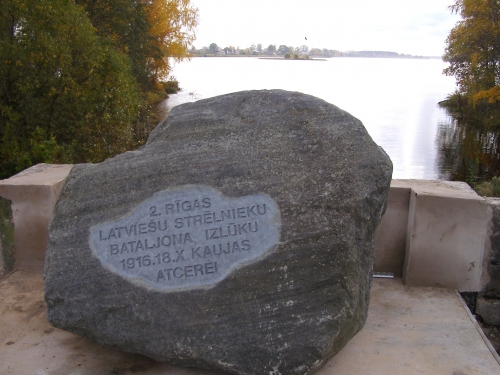 2. RĪGAS
LATVIEŠU STRĒLNIEKU
BATALJONA IZLŪKU
1916.18.X KAUJAS
ATCEREI